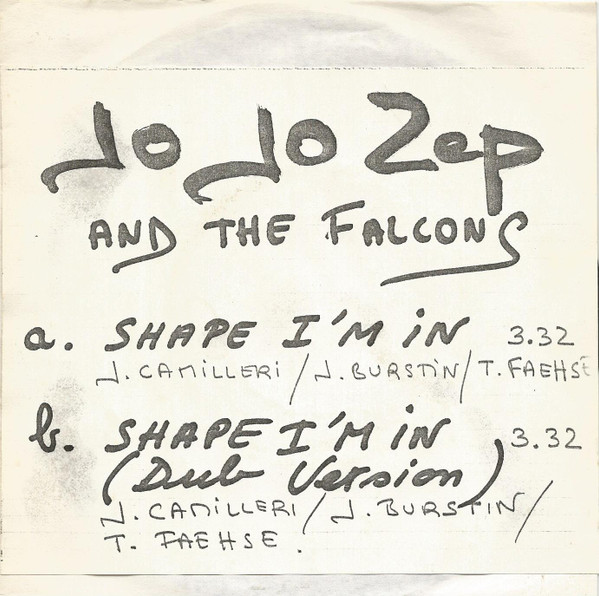 Jo Jo Zep
AND THE FALCONS
a. SHAPE I'M iN 3.32
J. CAMILLERi / J. BURSTiN / T. FAEHSE
b. SHAPE I'M iN 3.32
(Dub Version)
J. CAMILLERI / J. BURSTIN /
T. FAEHSE.